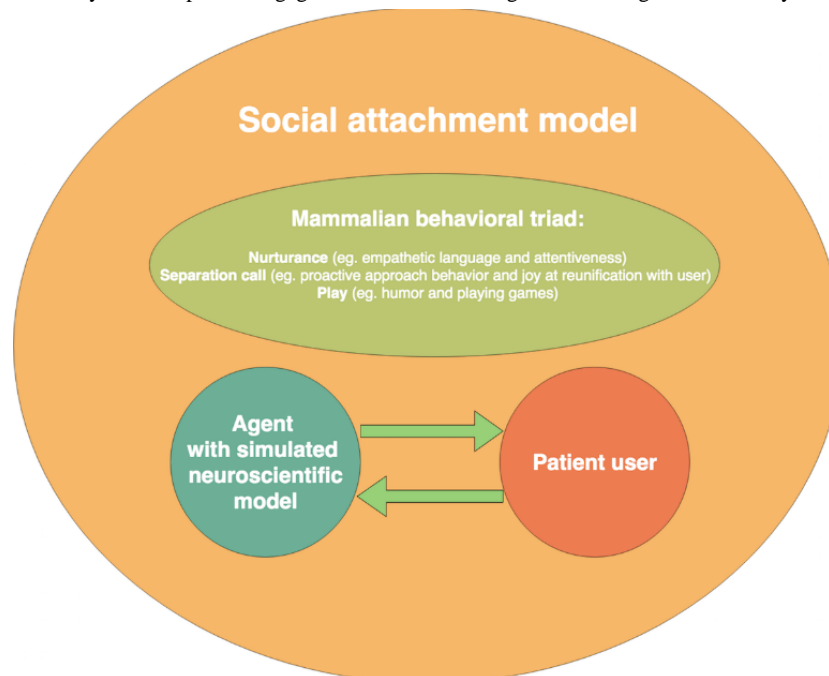 Social attachment model
Mammalian behavioral triad:
Nurturance (eg. empathetic language and attentiveness)
Separation call (eg. proactive approach behavior and joy at reunification with user)
Play (eg. humor and playing games)
Agent
with simulated
neuroscientific
model
Patient user